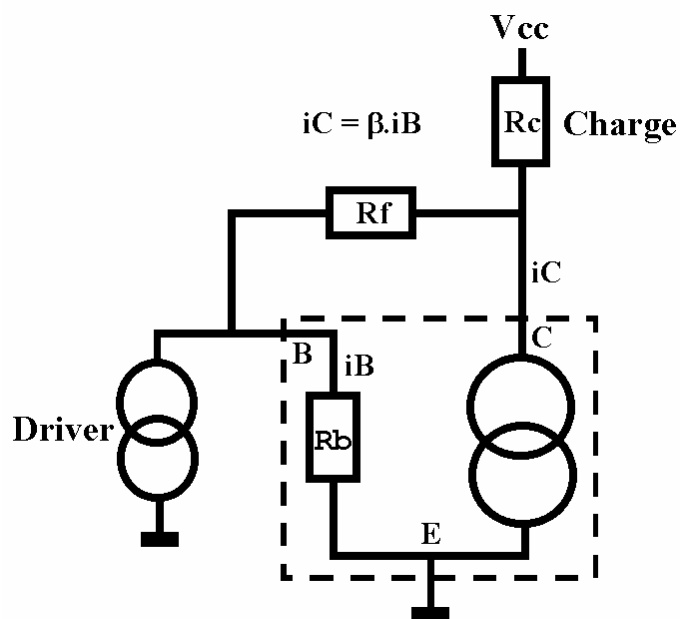 Vcc
iC = β.iB
Rc
Charge
Rf
iC
C
B
iB
Driver
Rb
E